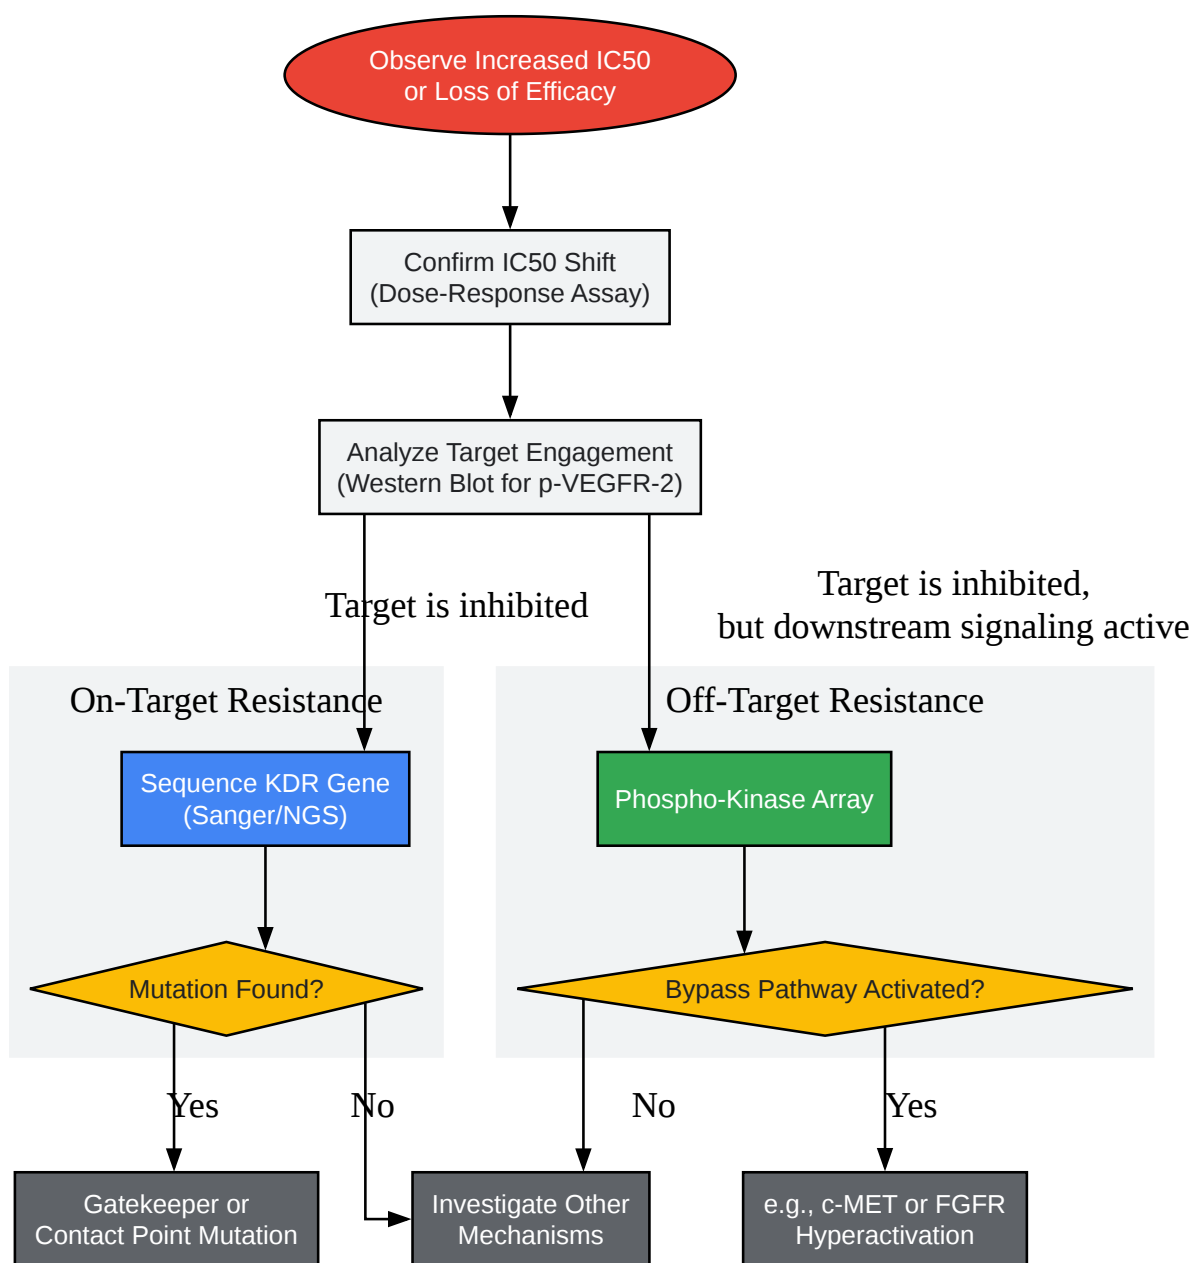 Observe Increased IC50
or Loss of Efficacy
Confirm IC50 Shift
(Dose-Response Assay)
Analyze Target Engagement
(Western Blot for p-VEGFR-2)
Target is inhibited
Target is inhibited,
but downstream signaling active
On-Target Resistance
Off-Target Resistance
Sequence KDR Gene
(Sanger/NGS)
Phospho-Kinase Array
Mutation Found?
Bypass Pathway Activated?
Yes
No
No
Yes
Gatekeeper or
Contact Point Mutation
Investigate Other
Mechanisms
e.g., c-MET or FGFR
Hyperactivation